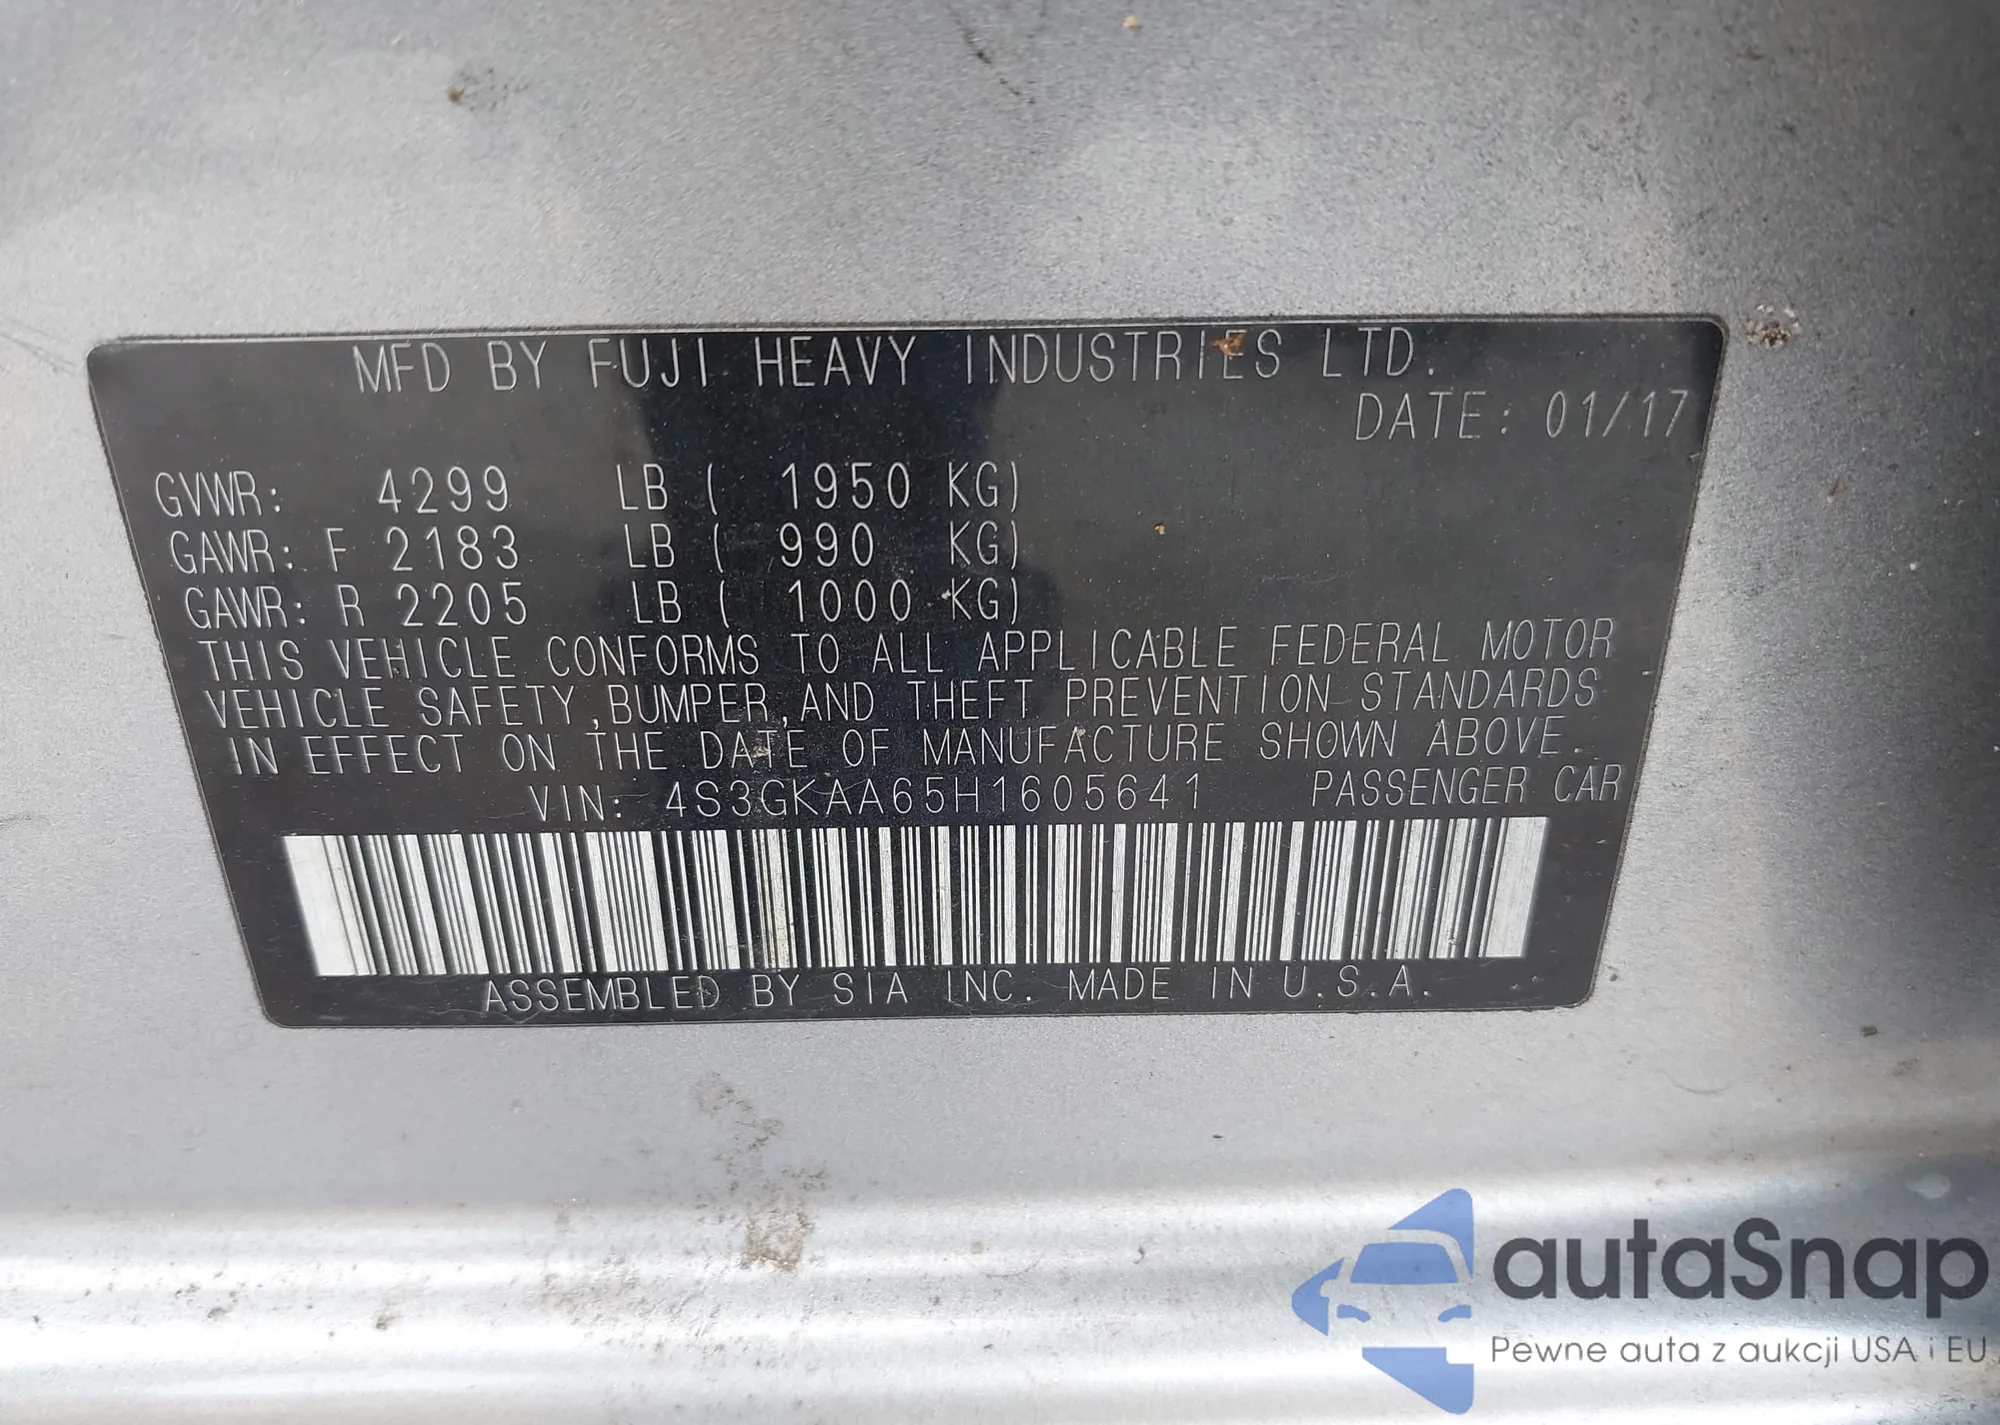 MFD BY FUJI HEAVY INDUSTRIES LTD.
DATE: 01/17
GVWR: 4299 LB ( 1950 KG)
GAWR: F 2183 LB ( 990 KG)
GAWR: R 2205 LB ( 1000 KG)
THIS VEHICLE CONFORMS TO ALL APPLICABLE FEDERAL MOTOR
VEHICLE SAFETY,BUMPER,AND THEFT PREVENTION STANDARDS
IN EFFECT ON THE DATE OF MANUFACTURE SHOWN ABOVE.
VIN: 4S3GKAA65H1605641 PASSENGER CAR
ASSEMBLED BY SIA INC. MADE IN U.S.A.
autaSnap
Pewne auta z aukcji USA i EU